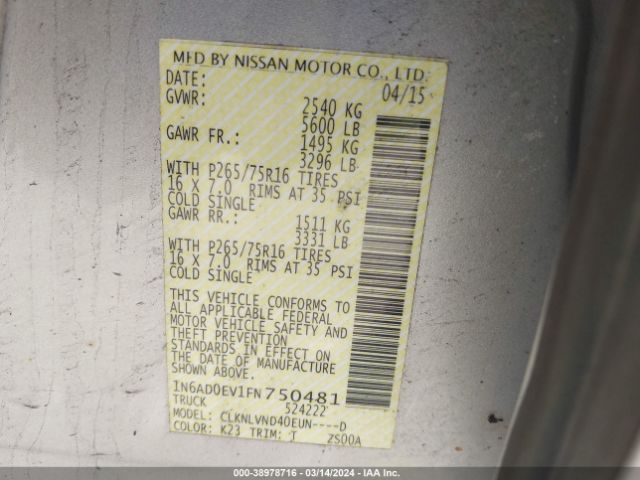 MFD BY NISSAN MOTOR CO., LTD.
DATE: 04/15
GVWR: 2540 KG
5600 LB
GAWR FR.: 1495 KG
3296 LB
WITH P265/75R16 TIRES
16 X 7.0 RIMS AT 35 PSI
COLD SINGLE
GAWR RR.: 1511 KG
3331 LB
WITH P265/75R16 TIRES
16 X 7.0 RIMS AT 35 PSI
COLD SINGLE
THIS VEHICLE CONFORMS TO
ALL APPLICABLE FEDERAL
MOTOR VEHICLE SAFETY AND
THEFT PREVENTION
STANDARDS IN EFFECT ON
THE DATE OF MANUFACTURE
SHOWN ABOVE.
1N6AD0EV1FN750481
TRUCK 524222
MODEL: CLKNLVND40EUN----D
COLOR: K23 TRIM: T ZS00A
000-38978716 - 03/14/2024 - IAA Inc.